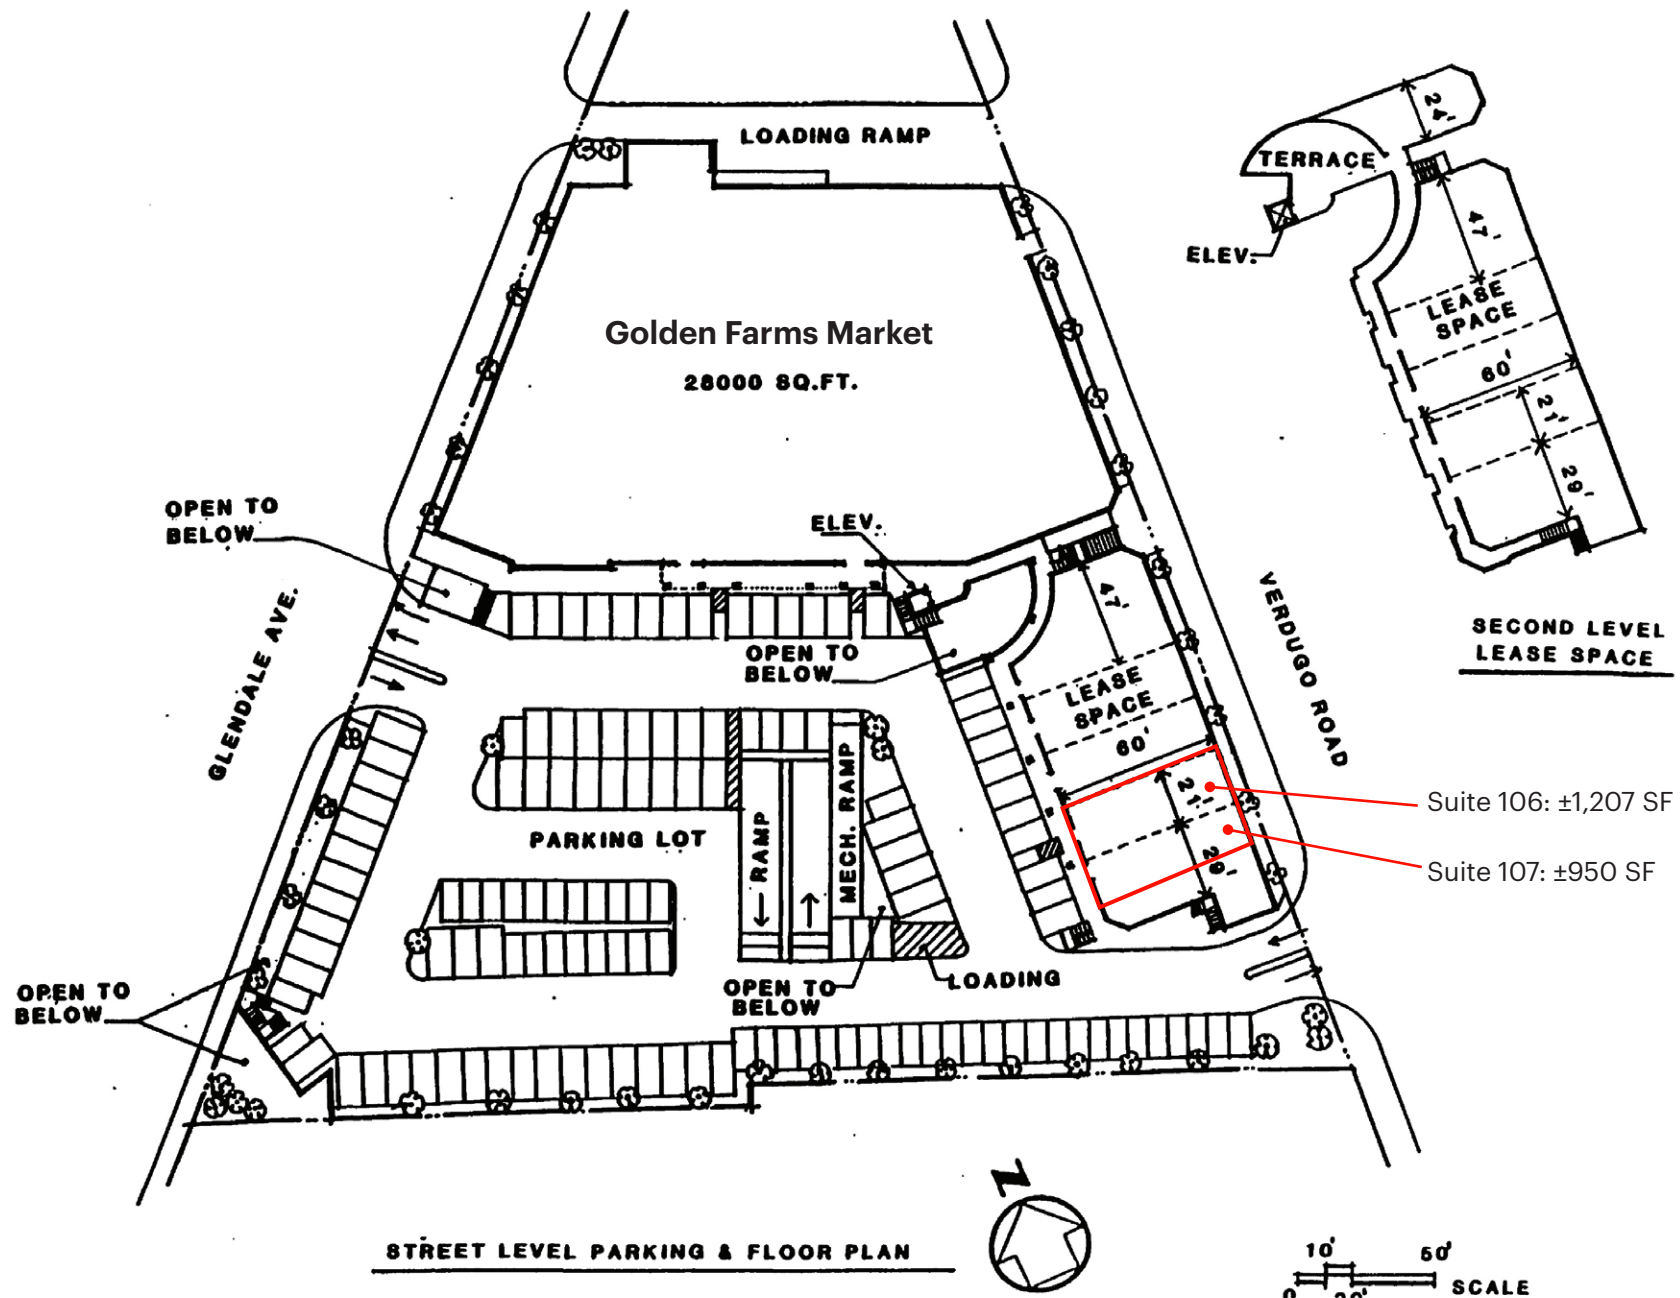 LOADING RAMP
24'
TERRACE
ELEV.
47'
LEASE
SPACE
60'
21'
29'
SECOND LEVEL
LEASE SPACE
Golden Farms Market
28000 SQ.FT.
OPEN TO
BELOW
ELEV.
GLENDALE AVE.
VERDUGO ROAD
OPEN TO
BELOW
47'
LEASE
SPACE
60'
21'
29'
Suite 106: ±1,207 SF
Suite 107: ±950 SF
PARKING LOT
RAMP
MECH. RAMP
OPEN TO
BELOW
LOADING
OPEN TO
BELOW
N
STREET LEVEL PARKING & FLOOR PLAN
10' 50'
0 20' SCALE